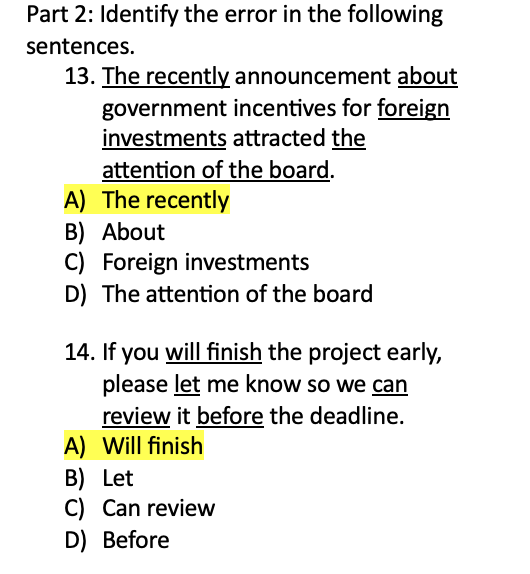 Part 2: Identify the error in the following
sentences.
13. The recently announcement about
government incentives for foreign
investments attracted the
attention of the board.
A) The recently
B) About
C) Foreign investments
D) The attention of the board
14. If you will finish the project early,
please let me know so we can
review it before the deadline.
A) Will finish
B) Let
C) Can review
D) Before